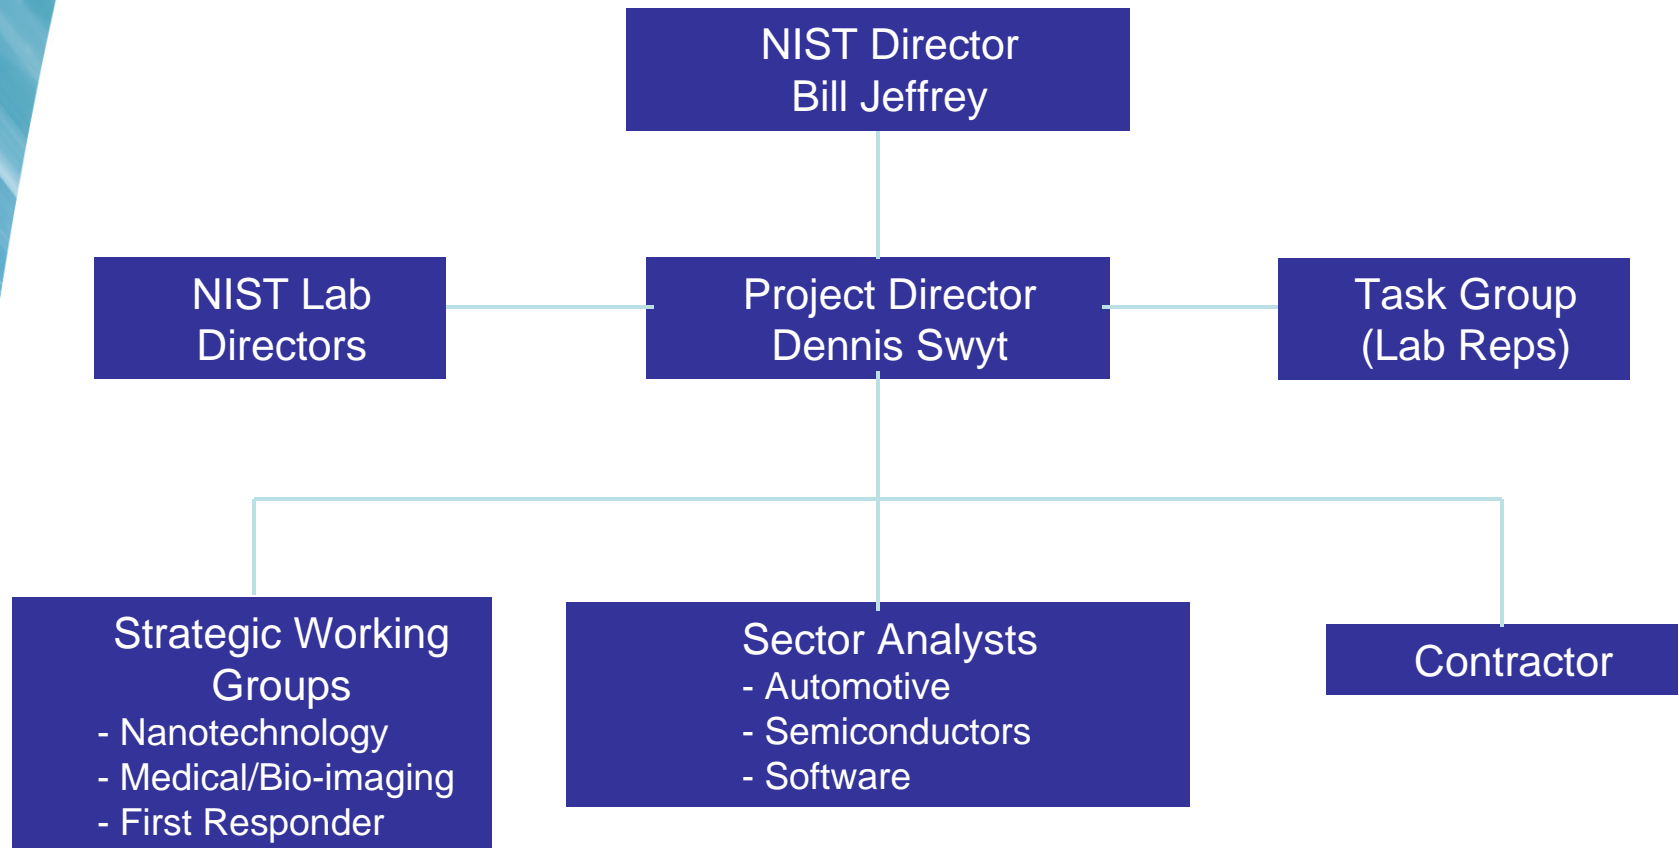 NIST Director
Bill Jeffrey
NIST Lab
Directors
Project Director
Dennis Swyt
Task Group
(Lab Reps)
Strategic Working
Groups
- Nanotechnology
- Medical/Bio-imaging
- First Responder
Sector Analysts
- Automotive
- Semiconductors
- Software
Contractor